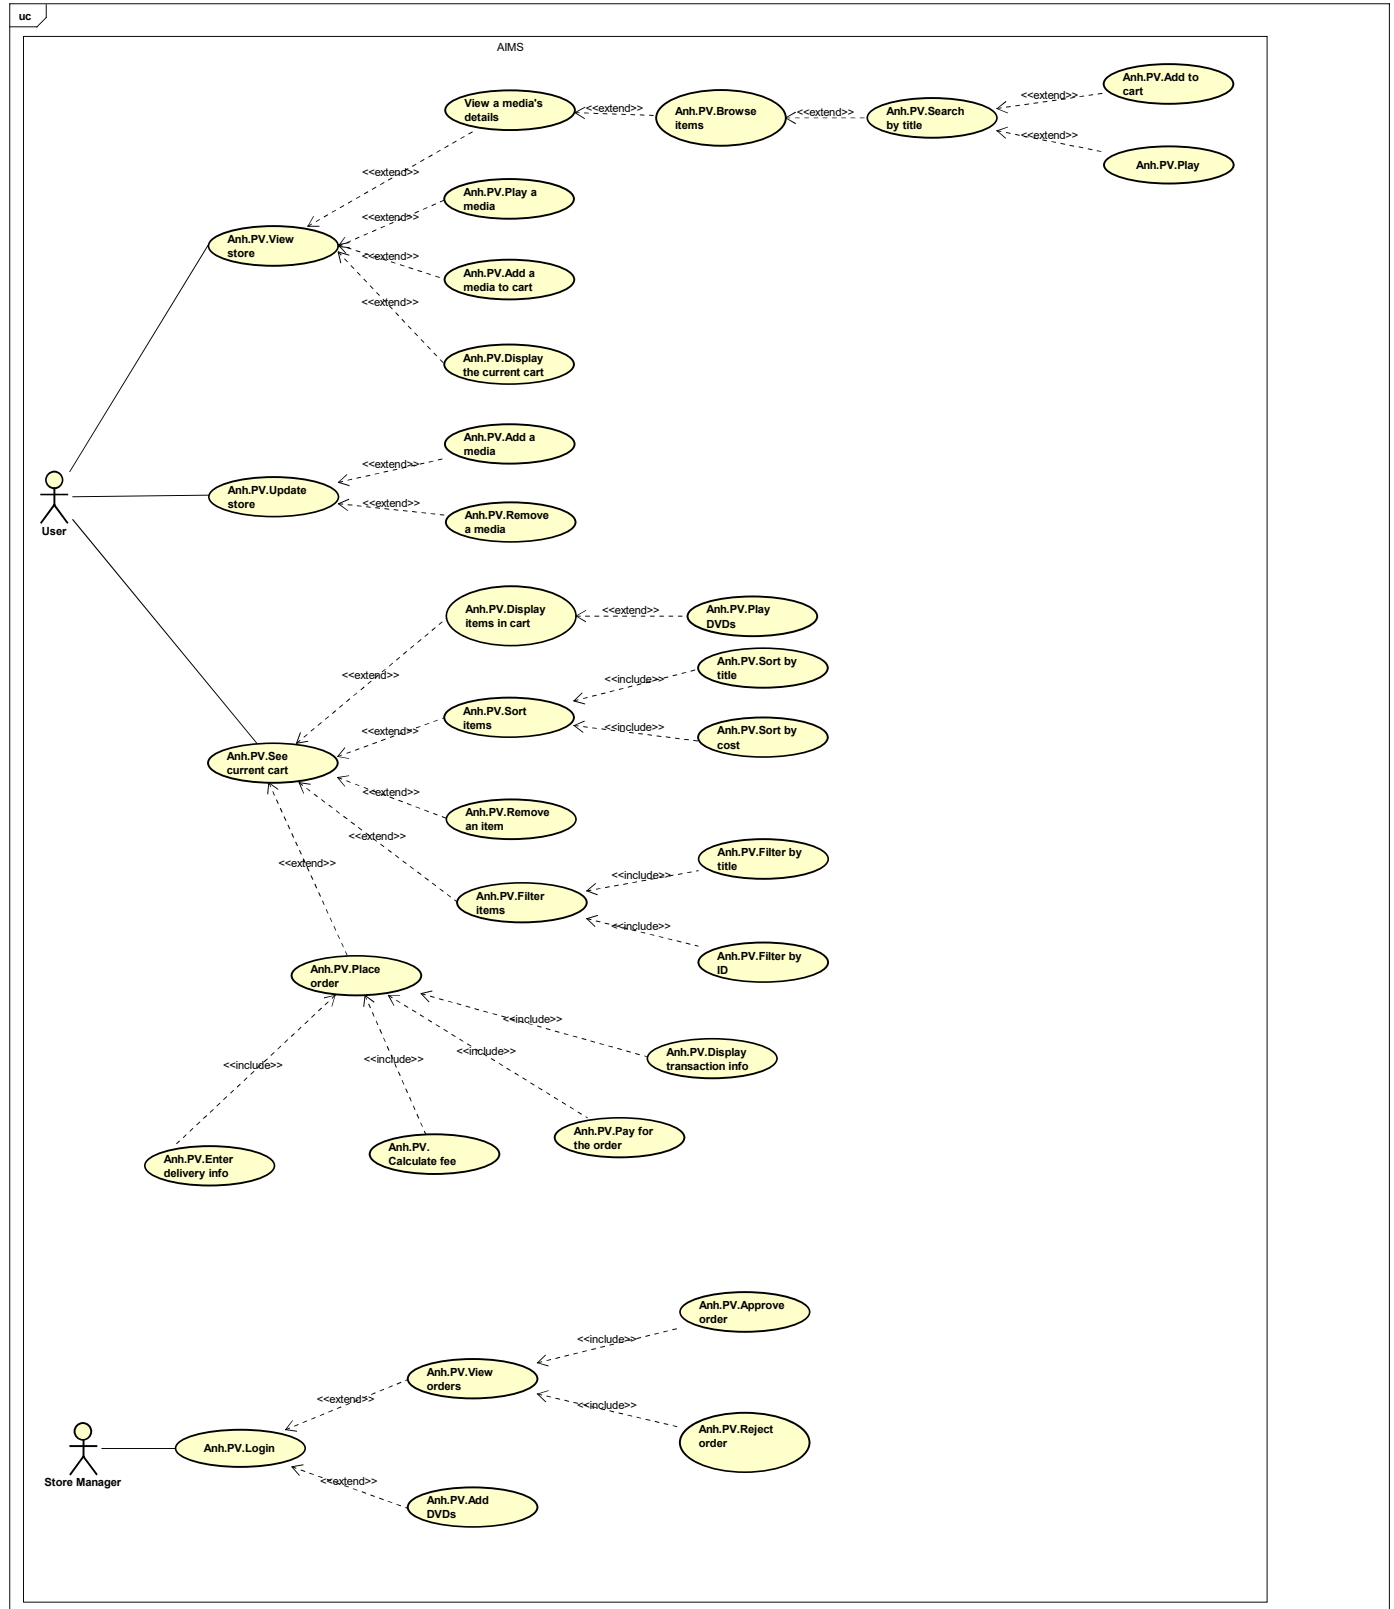 uc
AIMS
View a media's
details
<<extend>>
Anh.PV.Browse
items
<<extend>>
Anh.PV.Search
by title
<<extend>>
Anh.PV.Add to
cart
<<extend>>
Anh.PV.Play
<<extend>>
Anh.PV.Play a
media
<<extend>>
Anh.PV.View
store
<<extend>>
Anh.PV.Add a
media to cart
<<extend>>
Anh.PV.Display
the current cart
Anh.PV.Add a
media
<<extend>>
Anh.PV.Update
store
<<extend>>
Anh.PV.Remove
a media
User
Anh.PV.Display
items in cart
<<extend>>
Anh.PV.Play
DVDs
<<extend>>
<<include>>
Anh.PV.Sort by
title
Anh.PV.Sort
items
<<extend>>
<<include>>
Anh.PV.Sort by
cost
Anh.PV.See
current cart
<<extend>>
Anh.PV.Remove
an item
<<extend>>
<<extend>>
Anh.PV.Filter by
title
<<include>>
Anh.PV.Filter
items
<<include>>
Anh.PV.Filter by
ID
Anh.PV.Place
order
<<include>>
<<include>>
<<include>>
<<include>>
Anh.PV.Display
transaction info
Anh.PV.Pay for
the order
Anh.PV.
Calculate fee
Anh.PV.Enter
delivery info
Anh.PV.Approve
order
<<include>>
Anh.PV.View
orders
<<extend>>
<<include>>
Anh.PV.Reject
order
Anh.PV.Login
Store Manager
<<extend>>
Anh.PV.Add
DVDs